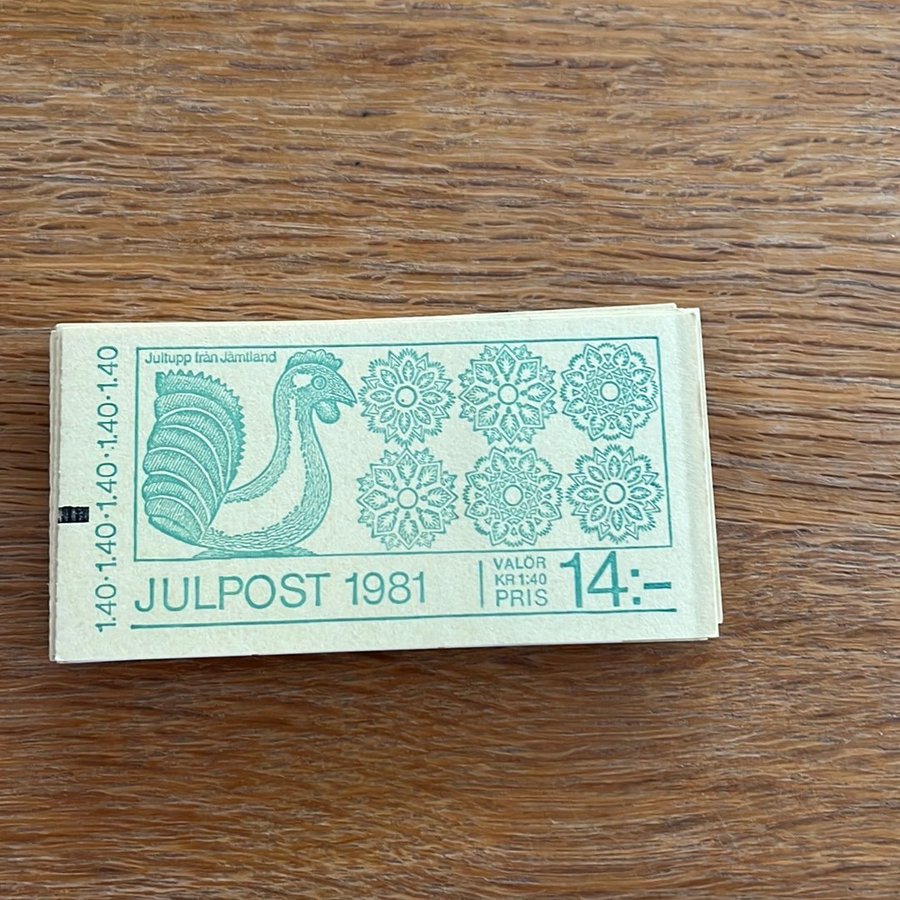 Jultupp från Jämtland
1.40·1.40·1.40·1.40·1.40
JULPOST 1981
VALÖR
KR 1:40
PRIS
14:-